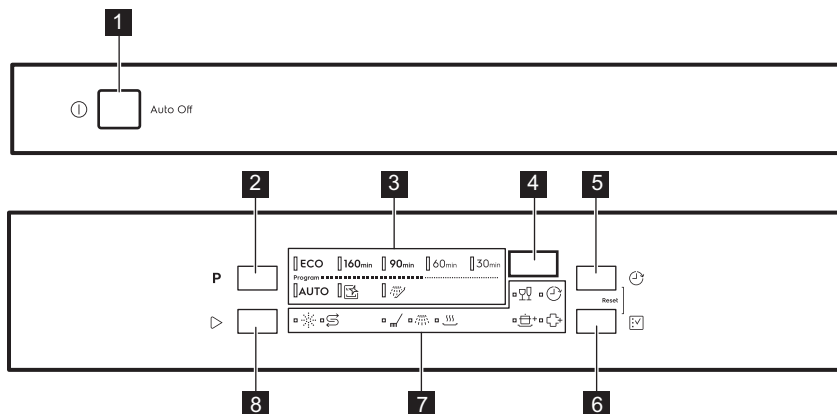 1
Auto Off
2 3 4 5
P
ECO 160min 90min 60min 30min
Program
AUTO
Reset
8 7 6